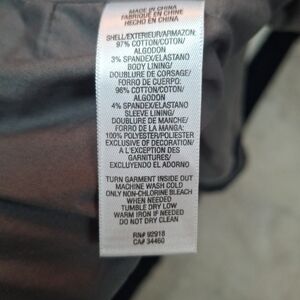 MADE IN CHINA
FABRIQUÉ EN CHINE
HECHO EN CHINA
SHELL/EXTERIEUR/ARMAZON:
97% COTTON/COTON/
ALGODON
3% SPANDEX/ELASTANO
BODY LINING/
DOUBLURE DE CORSAGE/
FORRO DE CUERPO:
96% COTTON/COTON/
ALGODON
4% SPANDEX/ELASTANO
SLEEVE LINING/
DOUBLURE DE MANCHE/
FORRO DE LA MANGA:
100% POLYESTER/POLIESTER
EXCLUSIVE OF DECORATION/
A L'EXCEPTION DES
GARNITURES/
EXCLUYENDO EL ADORNO
TURN GARMENT INSIDE OUT
MACHINE WASH COLD
ONLY NON-CHLORINE BLEACH
WHEN NEEDED
TUMBLE DRY LOW
WARM IRON IF NEEDED
DO NOT DRY CLEAN
RN# 92918
CA# 34460